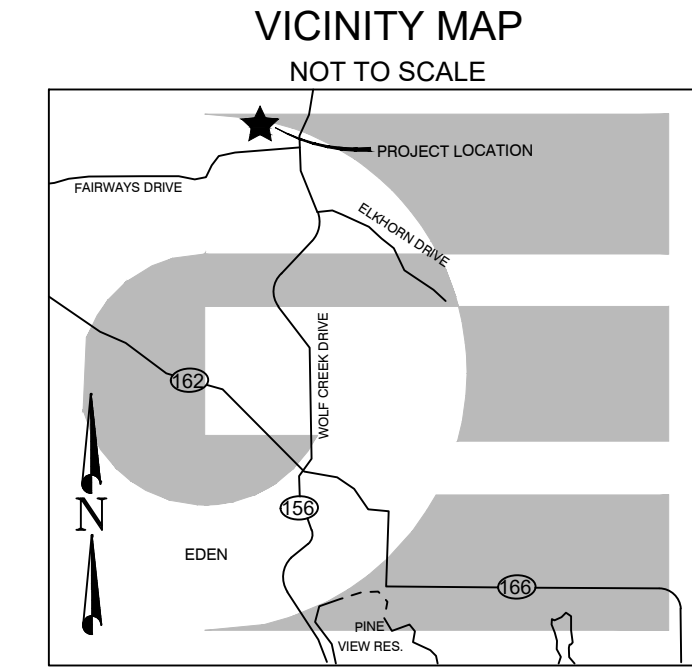 VICINITY MAP
NOT TO SCALE
PROJECT LOCATION
FAIRWAYS DRIVE
ELKHORN DRIVE
WOLF CREEK DRIVE
162
N
156
EDEN
166
PINE
VIEW RES.